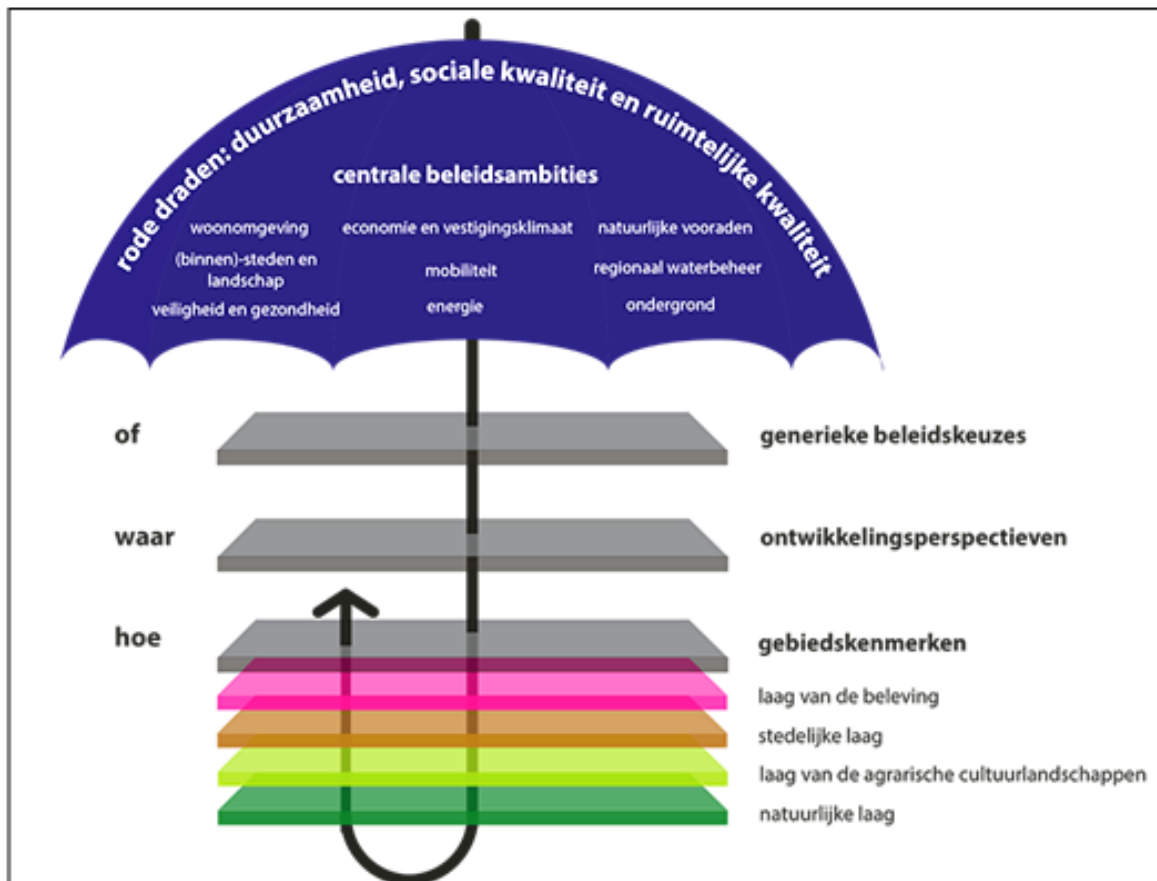 rode draden: duurzaamheid, sociale kwaliteit en ruimtelijke kwaliteit
centrale beleidsambities
woonomgeving
economie en vestigingsklimaat
natuurlijke vooraden
(binnen)-steden en
landschap
mobiliteit
regionaal waterbeheer
veiligheid en gezondheid
energie
ondergrond
of
generieke beleidskeuzes
waar
ontwikkelingsperspectieven
hoe
gebiedskenmerken
laag van de beleving
stedelijke laag
laag van de agrarische cultuurlandschappen
natuurlijke laag